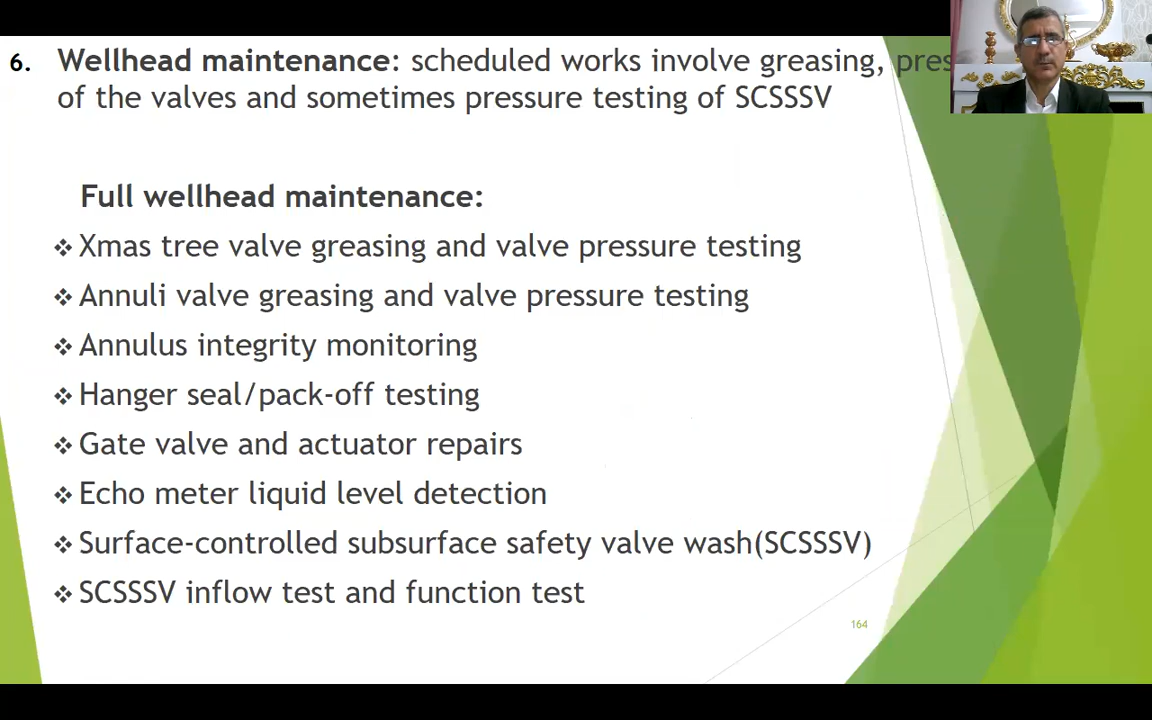 6. Wellhead maintenance: scheduled works involve greasing,
of the valves and sometimes pressure testing of SCSSSV
Full wellhead maintenance:
❖ Xmas tree valve greasing and valve pressure testing
❖ Annuli valve greasing and valve pressure testing
❖ Annulus integrity monitoring
❖ Hanger seal/pack-off testing
❖ Gate valve and actuator repairs
❖ Echo meter liquid level detection
❖ Surface-controlled subsurface safety valve wash(SCSSSV)
❖ SCSSSV inflow test and function test
164